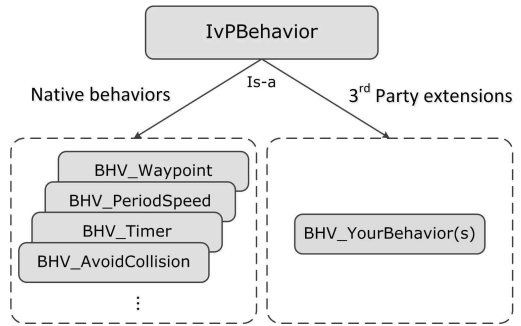 IvPBehavior
Is-a
Native behaviors
3rd Party extensions
BHV_Waypoint
BHV_PeriodSpeed
BHV_Timer
BHV_AvoidCollision
⋮
BHV_YourBehavior(s)